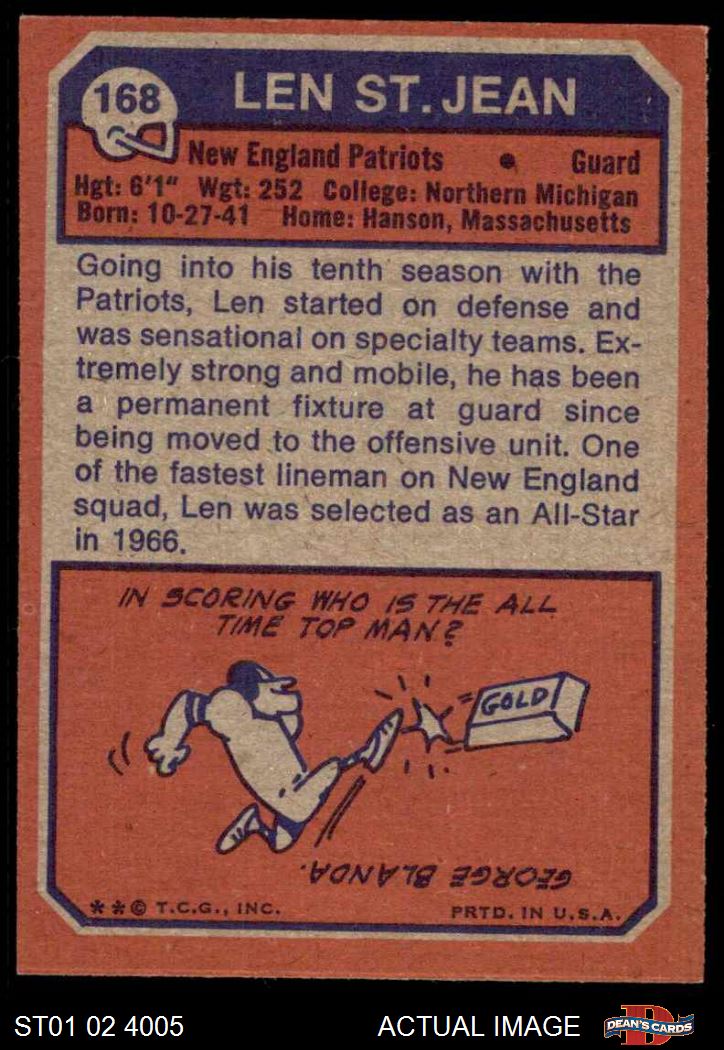 168 LEN ST. JEAN
New England Patriots • Guard
Hgt: 6'1" Wgt: 252 College: Northern Michigan
Born: 10-27-41 Home: Hanson, Massachusetts
Going into his tenth season with the
Patriots, Len started on defense and
was sensational on specialty teams. Ex-
tremely strong and mobile, he has been
a permanent fixture at guard since
being moved to the offensive unit. One
of the fastest lineman on New England
squad, Len was selected as an All-Star
in 1966.
IN SCORING WHO IS THE ALL
TIME TOP MAN?
GOLD
GEORGE BLANDA.
**© T.C.G., INC. PRTD. IN U.S.A.
ST01 02 4005 ACTUAL IMAGE D DEAN'S CARDS